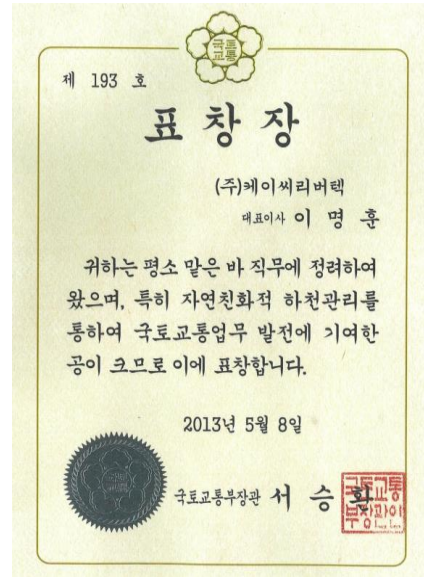 국토
교통
제 193 호
표 창 장
(주)케이씨리버텍
대표이사 이 명 훈
귀하는 평소 맡은 바 직무에 정려하여
왔으며, 특히 자연친화적 하천관리를
통하여 국토교통업무 발전에 기여한
공이 크므로 이에 표창합니다.
2013년 5월 8일
국토교통부장관 서 승 환
국토교통
부장관인